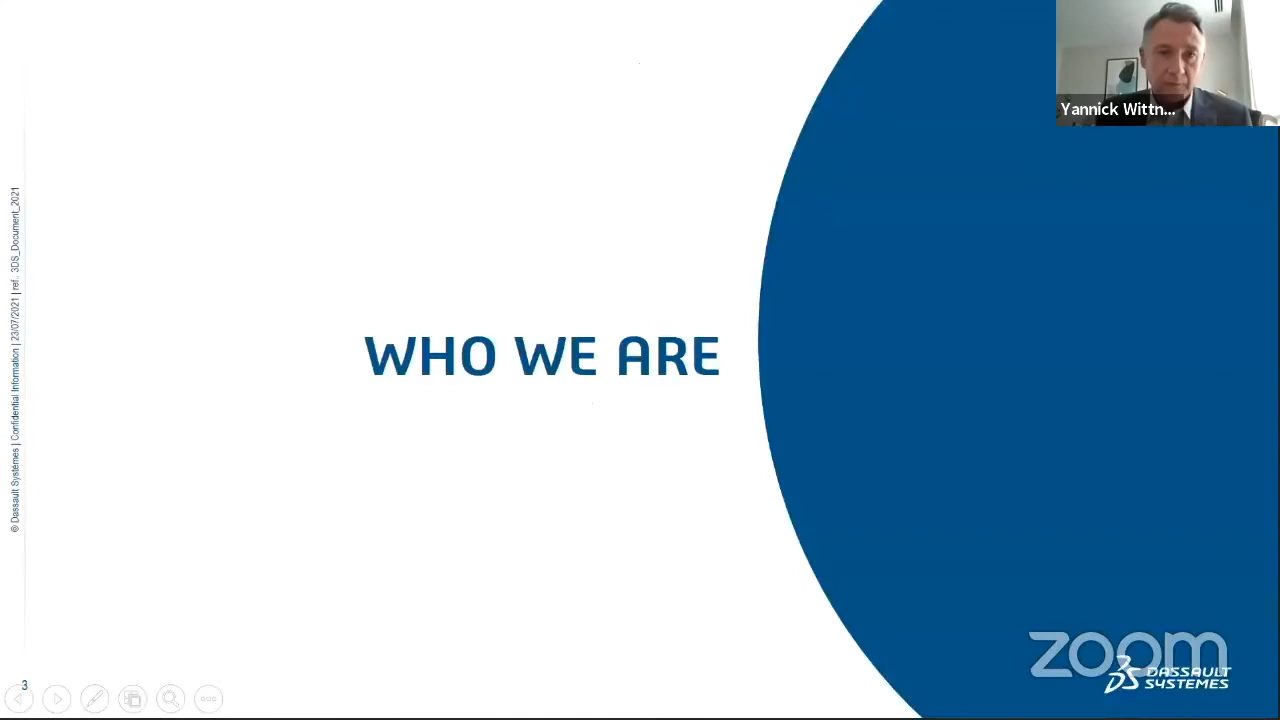 Yannick Wittn...
© Dassault Systèmes | Confidential Information | 23/07/2021 | ref.: 3DS_Document_2021
WHO WE ARE
zoom
DASSAULT
SYSTEMES
3